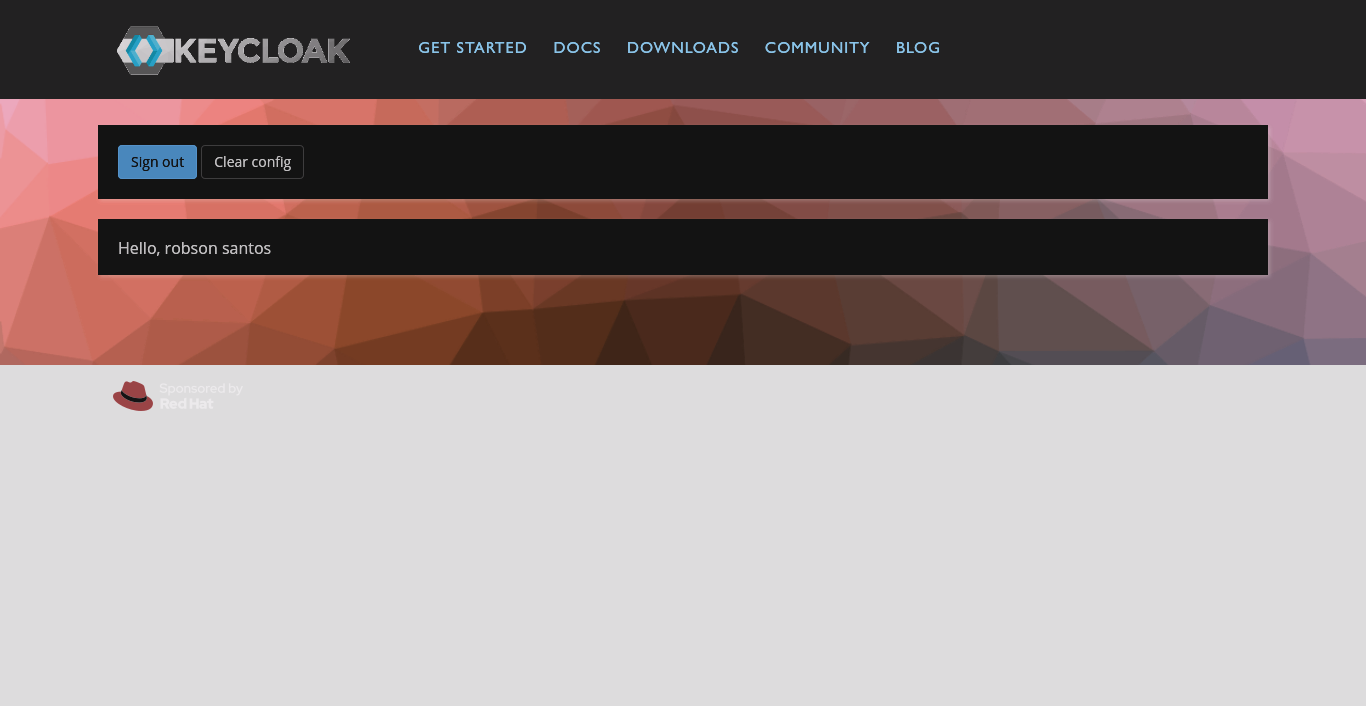 KEYCLOAK GET STARTED DOCS DOWNLOADS COMMUNITY BLOG
Sign out Clear config
Hello, robson santos
Sponsored by
Red Hat